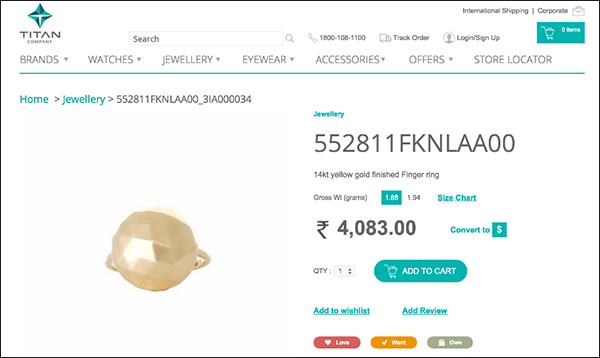 International Shipping | Corporate
TITAN
COMPANY
Search
1800-108-1100
Track Order
Login/Sign Up
0 items
BRANDS
WATCHES
JEWELLERY
EYEWEAR
ACCESSORIES
OFFERS
STORE LOCATOR
Home > Jewellery > 552811FKNLAA00_3IA000034
Jewellery
552811FKNLAA00
14kt yellow gold finished Finger ring
Gross Wt (grams) 1.88 1.94 Size Chart
₹ 4,083.00 Convert to $
QTY : 1 ADD TO CART
Add to wishlist Add Review
Love Want Own